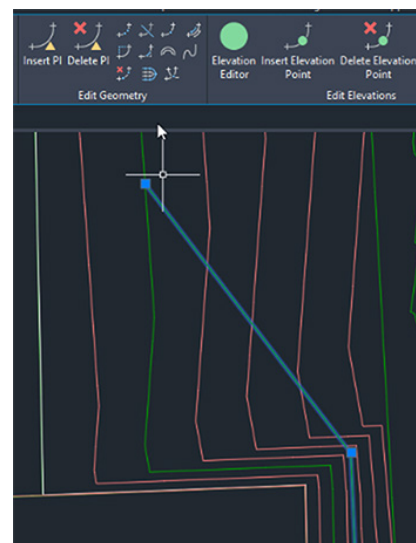 Insert PI Delete PI
Elevation Editor
Insert Elevation Point
Delete Elevation Point
Edit Geometry
Edit Elevations